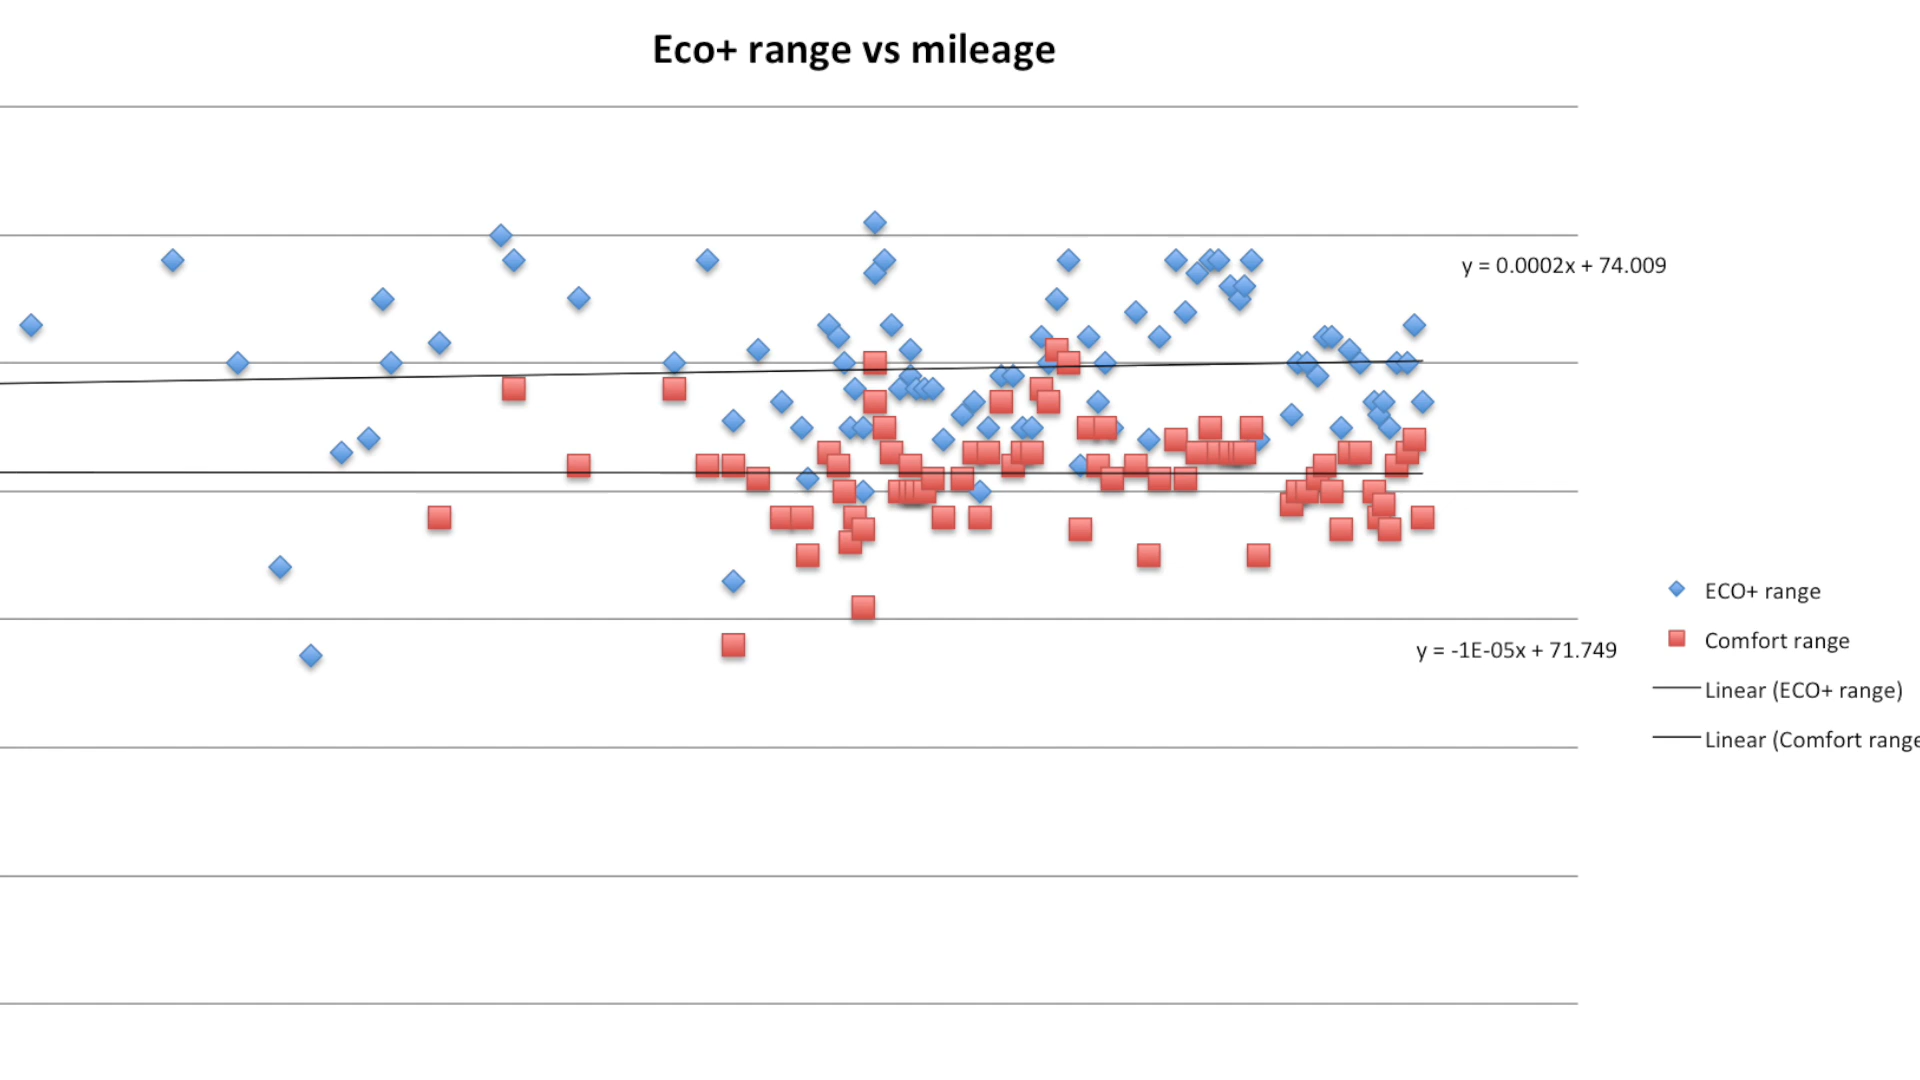 Eco+ range vs mileage
y = 0.0002x + 74.009
ECO+ range
y = -1E-05x + 71.749
Comfort range
Linear (ECO+ range)
Linear (Comfort range